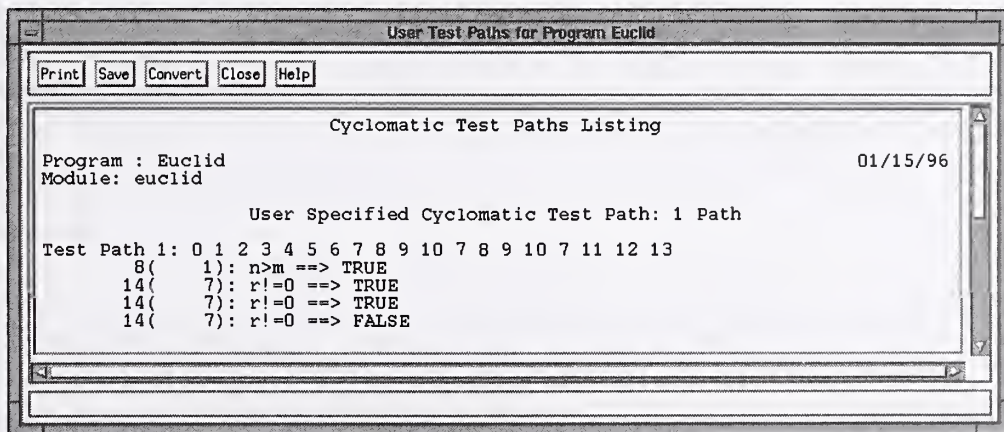 User Test Paths for Program Euclid
Print Save Convert Close Help
Cyclomatic Test Paths Listing
Program : Euclid 01/15/96
Module: euclid
User Specified Cyclomatic Test Path: 1 Path
Test Path 1: 0 1 2 3 4 5 6 7 8 9 10 7 8 9 10 7 11 12 13
8( 1): n>m ==> TRUE
14( 7): r!=0 ==> TRUE
14( 7): r!=0 ==> TRUE
14( 7): r!=0 ==> FALSE